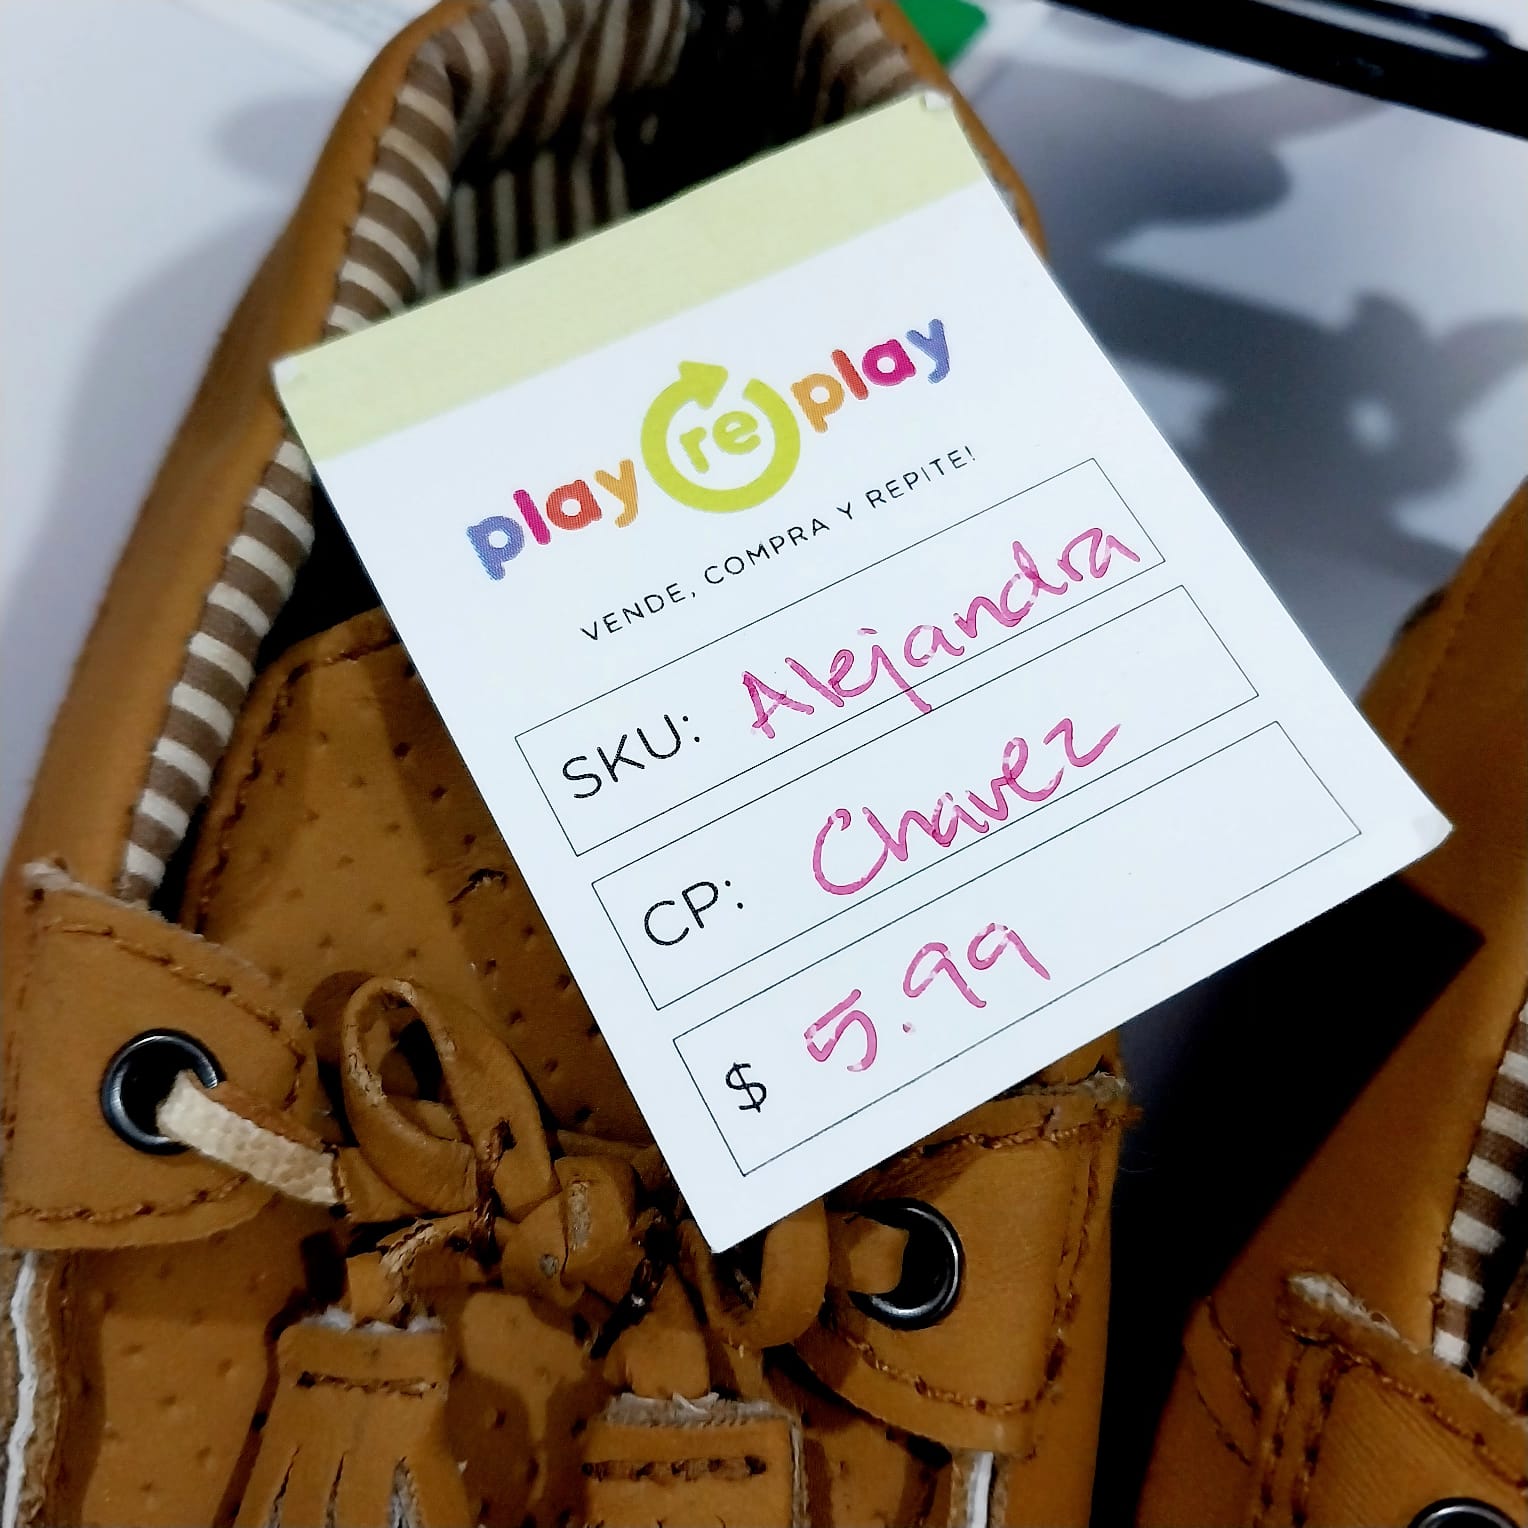 play re play
VENDE, COMPRA Y REPITE!
SKU: Alejandra
CP: Chavez
$ 5.99